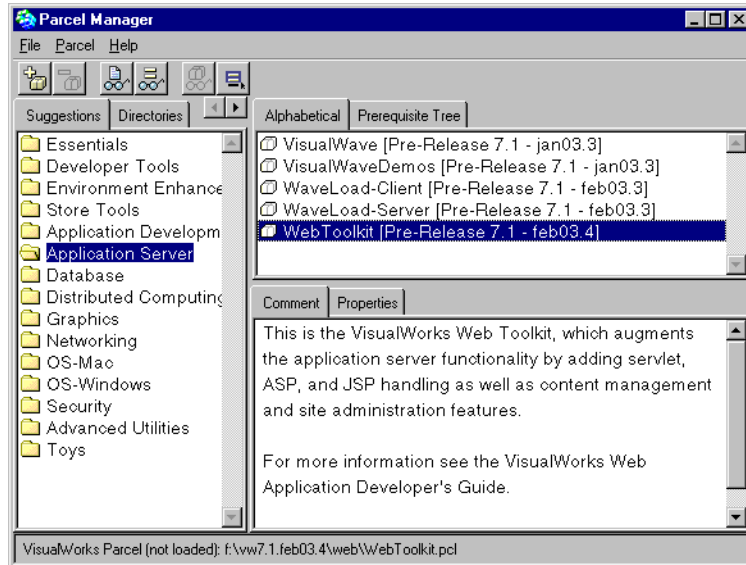 Parcel Manager
File Parcel Help
Suggestions Directories
Essentials
Developer Tools
Environment Enhance
Store Tools
Application Developm
Application Server
Database
Distributed Computing
Graphics
Networking
OS-Mac
OS-Windows
Security
Advanced Utilities
Toys
Alphabetical Prerequisite Tree
VisualWave [Pre-Release 7.1 - jan03.3]
VisualWaveDemos [Pre-Release 7.1 - jan03.3]
WaveLoad-Client [Pre-Release 7.1 - feb03.3]
WaveLoad-Server [Pre-Release 7.1 - feb03.3]
WebToolkit [Pre-Release 7.1 - feb03.4]
Comment Properties
This is the VisualWorks Web Toolkit, which augments
the application server functionality by adding servlet,
ASP, and JSP handling as well as content management
and site administration features.
For more information see the VisualWorks Web
Application Developer's Guide.
VisualWorks Parcel (not loaded): f:\vw7.1.feb03.4\web\WebToolkit.pcl